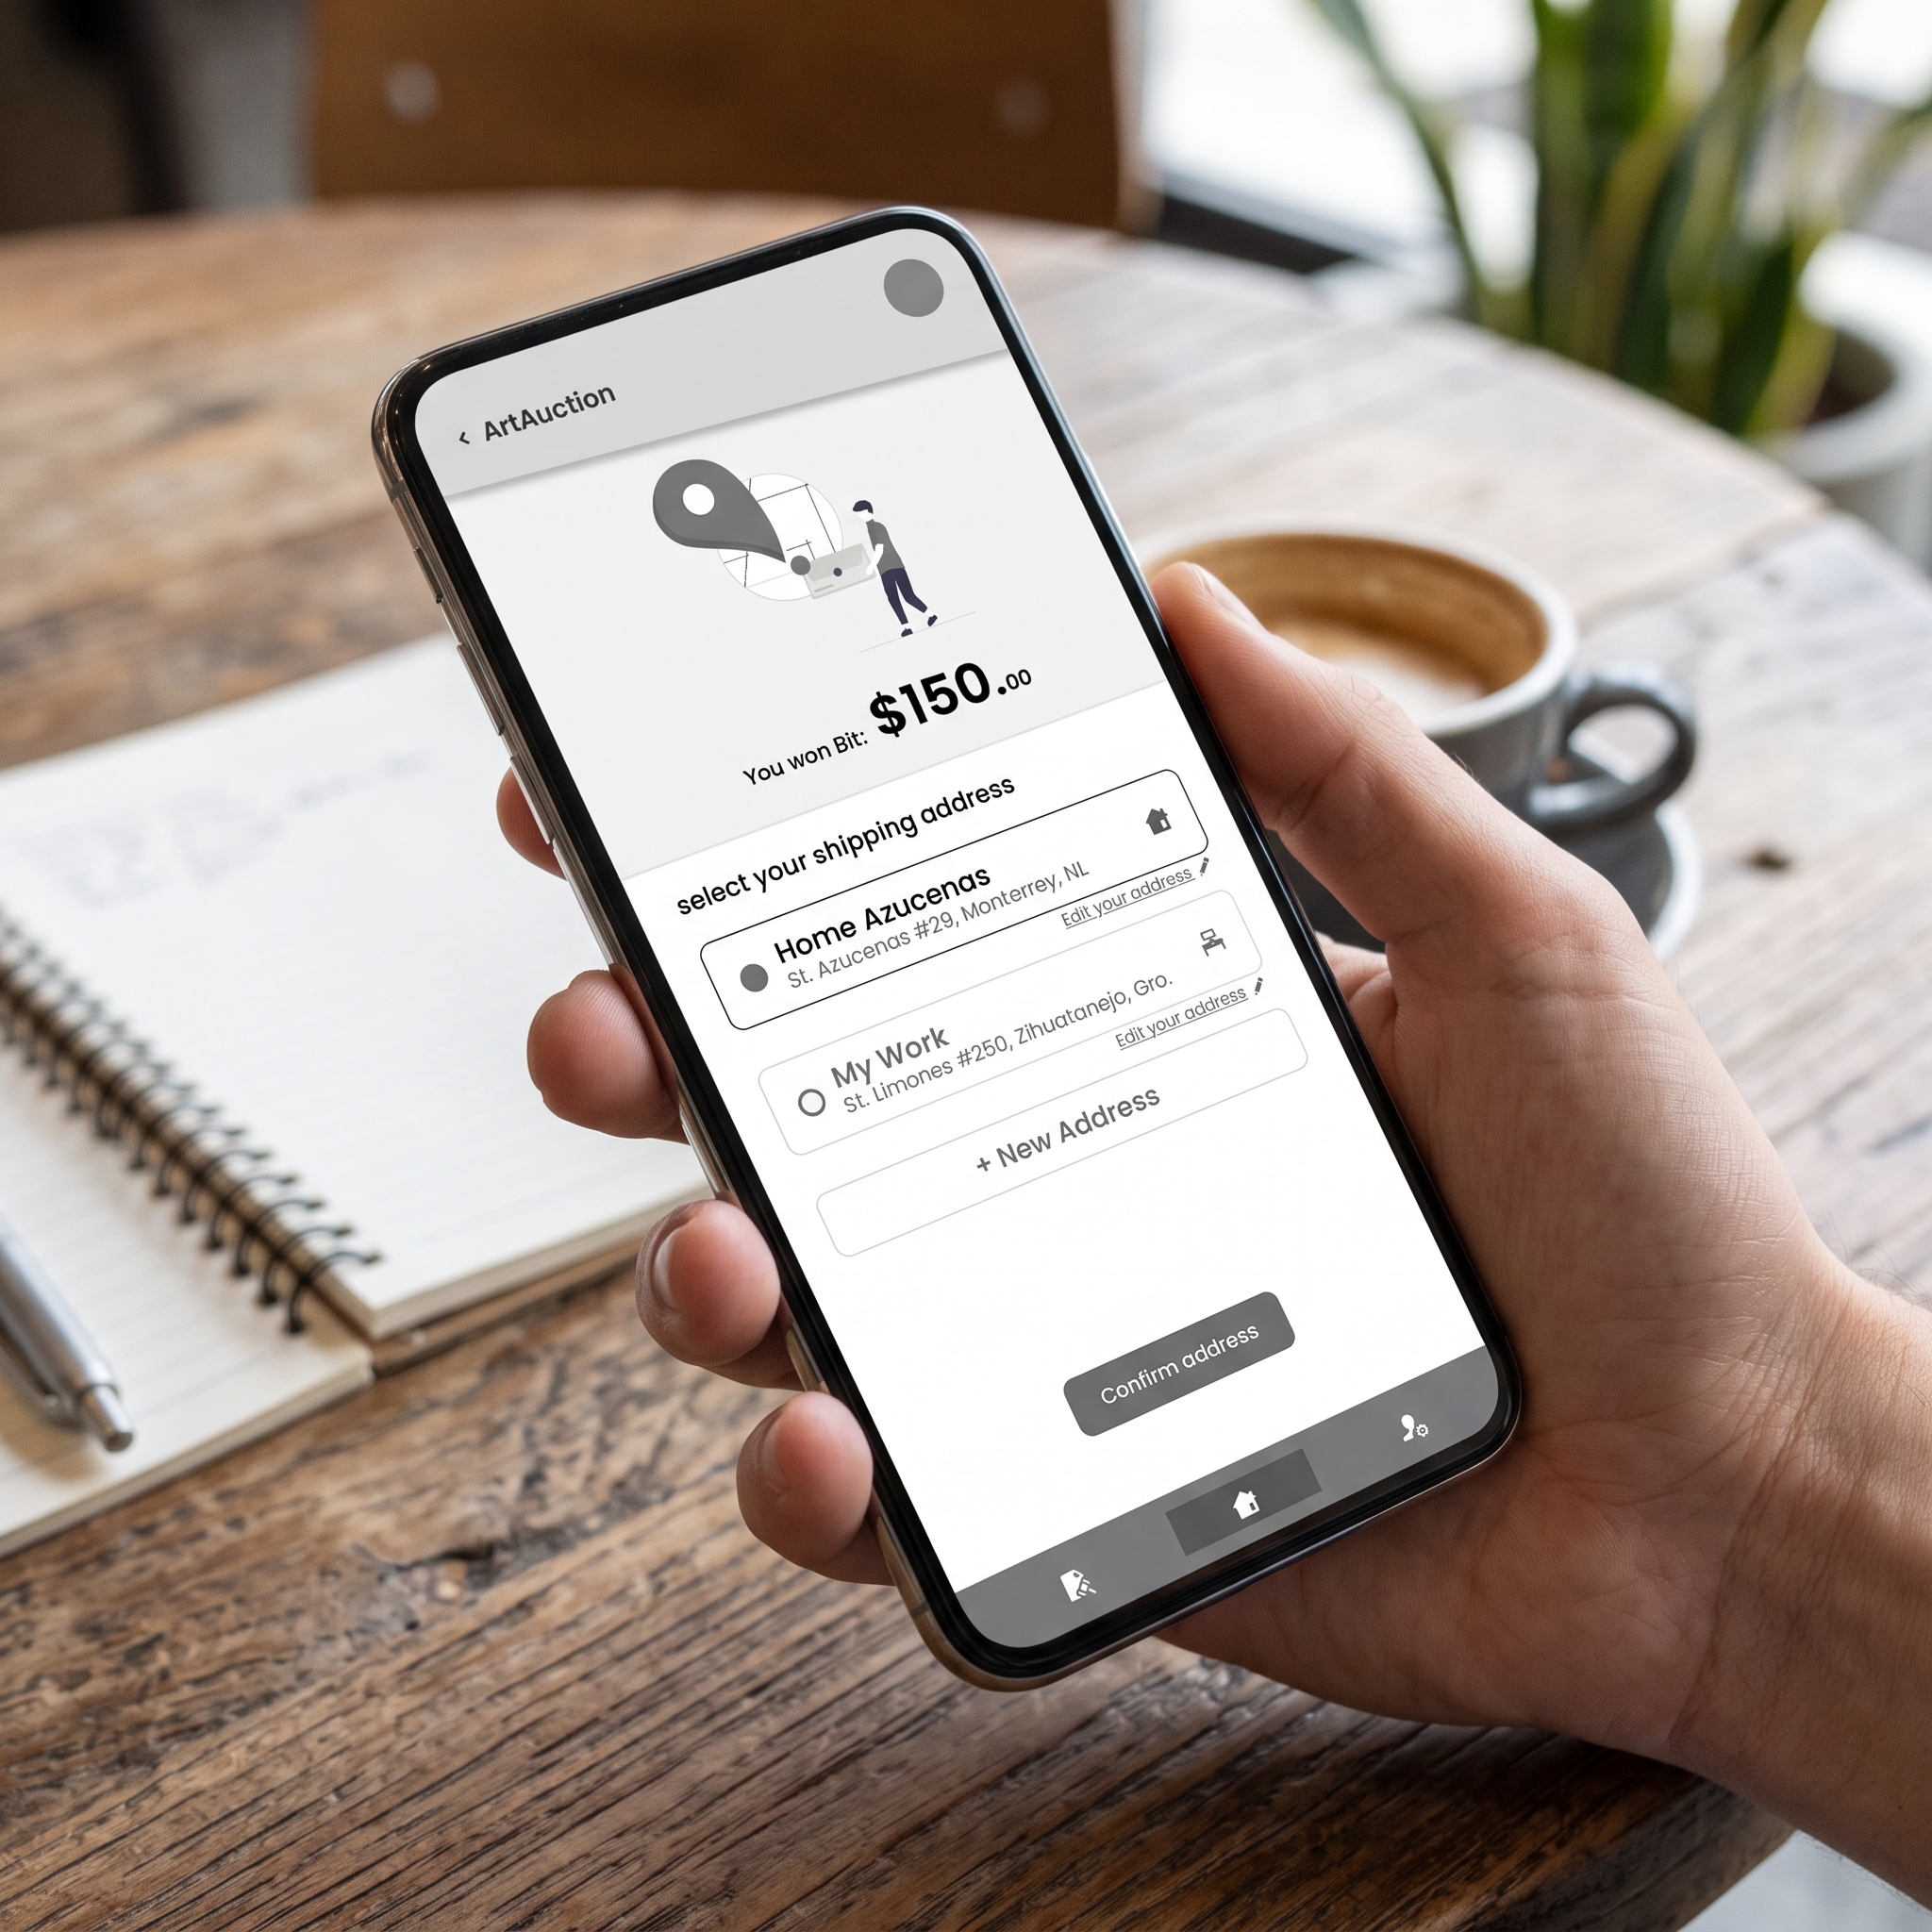 ‹ ArtAuction
You won Bit: $150.00
select your shipping address
Home Azucenas
St. Azucenas #29, Monterrey, NL
Edit your address
My Work
St. Limones #250, Zihuatanejo, Gro.
Edit your address
+ New Address
Confirm address